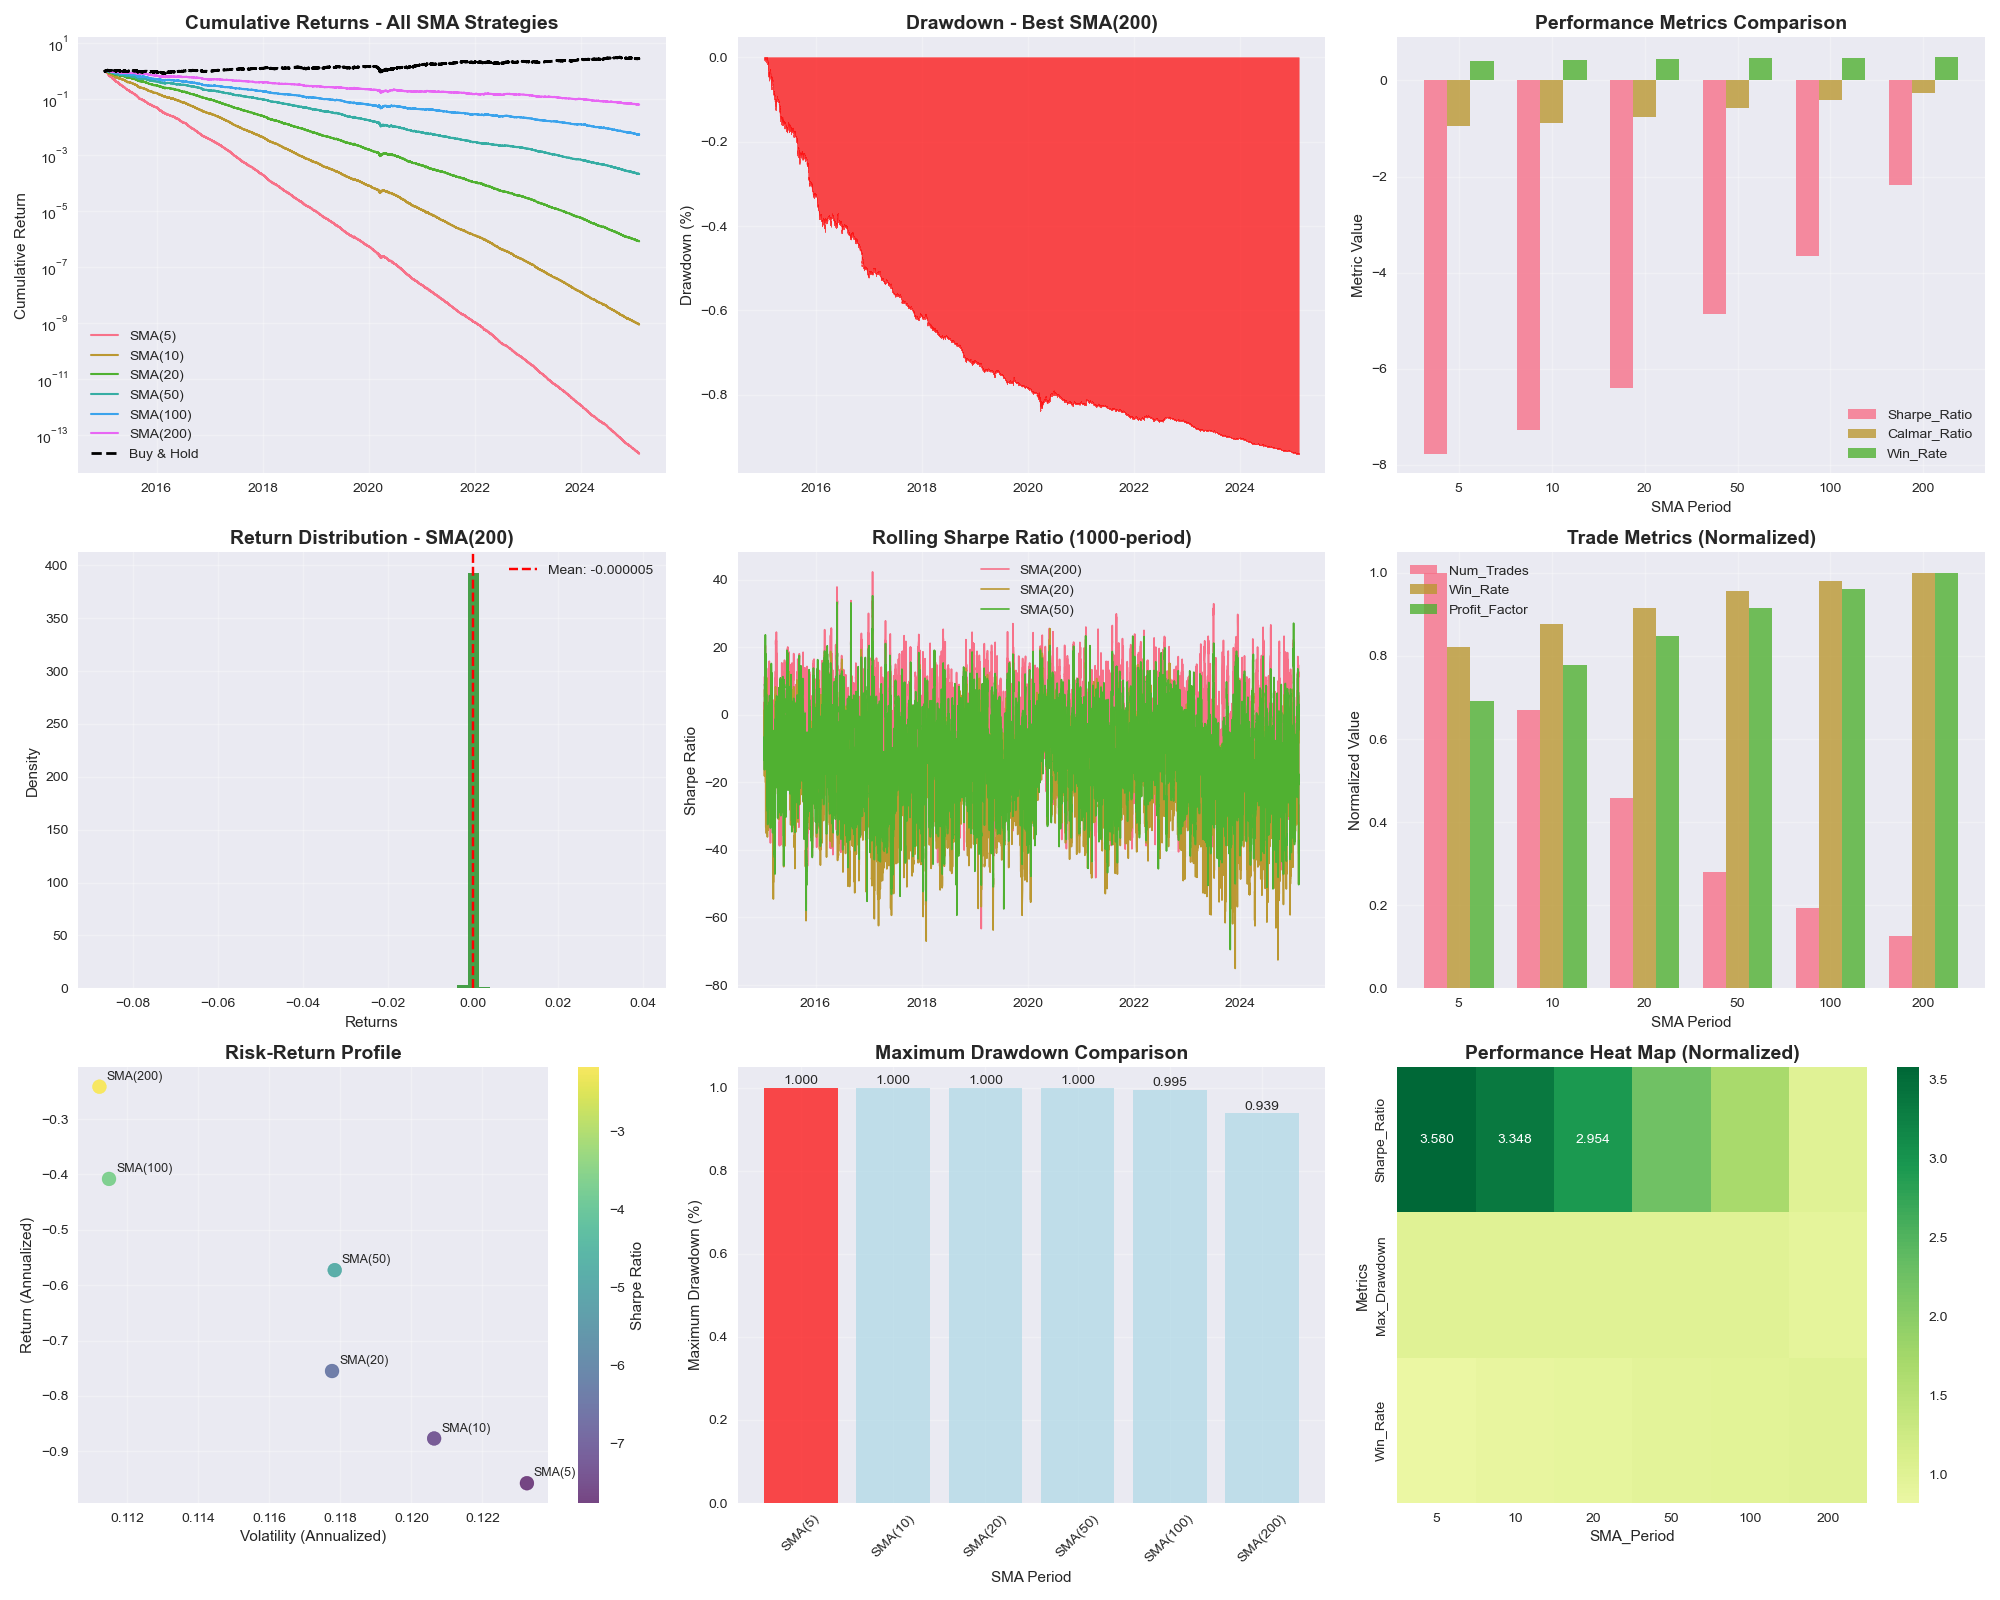 Cumulative Returns - All SMA Strategies
Cumulative Return
10^1
10^−1
10^−3
10^−5
10^−7
10^−9
10^−11
10^−13
SMA(5)
SMA(10)
SMA(20)
SMA(50)
SMA(100)
SMA(200)
Buy & Hold
2016 2018 2020 2022 2024
Drawdown - Best SMA(200)
Drawdown (%)
0.0
−0.2
−0.4
−0.6
−0.8
2016 2018 2020 2022 2024
Performance Metrics Comparison
Metric Value
0
−2
−4
−6
−8
Sharpe_Ratio
Calmar_Ratio
Win_Rate
5 10 20 50 100 200
SMA Period
Return Distribution - SMA(200)
Density
400
350
300
250
200
150
100
50
0
Mean: -0.000005
−0.08 −0.06 −0.04 −0.02 0.00 0.02 0.04
Returns
Rolling Sharpe Ratio (1000-period)
Sharpe Ratio
40
20
0
−20
−40
−60
−80
SMA(200)
SMA(20)
SMA(50)
2016 2018 2020 2022 2024
Trade Metrics (Normalized)
Normalized Value
1.0
0.8
0.6
0.4
0.2
0.0
Num_Trades
Win_Rate
Profit_Factor
5 10 20 50 100 200
SMA Period
Risk-Return Profile
Return (Annualized)
−0.3
−0.4
−0.5
−0.6
−0.7
−0.8
−0.9
SMA(200)
SMA(100)
SMA(50)
SMA(20)
SMA(10)
SMA(5)
0.112 0.114 0.116 0.118 0.120 0.122
Volatility (Annualized)
−3
−4
−5
−6
−7
Sharpe Ratio
Maximum Drawdown Comparison
Maximum Drawdown (%)
1.0
0.8
0.6
0.4
0.2
0.0
1.000 1.000 1.000 1.000 0.995 0.939
SMA(5) SMA(10) SMA(20) SMA(50) SMA(100) SMA(200)
SMA Period
Performance Heat Map (Normalized)
Metrics
Sharpe_Ratio
Max_Drawdown
Win_Rate
3.580 3.348 2.954
5 10 20 50 100 200
SMA_Period
3.5
3.0
2.5
2.0
1.5
1.0